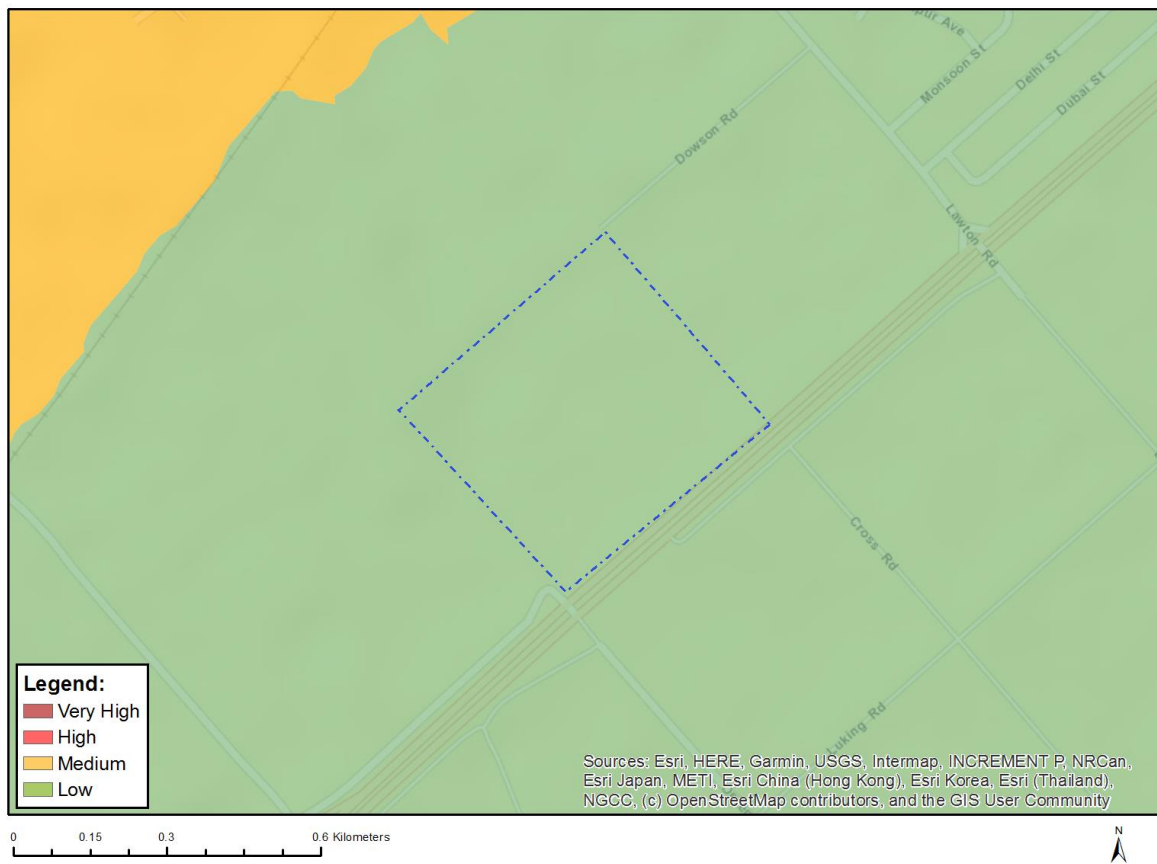 pur Ave
Monsoon St
Delhi St
Dubai St
Dowson Rd
Lawton Rd
Cross Rd
Luking Rd
Legend:
Very High
High
Medium
Low
Sources: Esri, HERE, Garmin, USGS, Intermap, INCREMENT P, NRCan,
Esri Japan, METI, Esri China (Hong Kong), Esri Korea, Esri (Thailand),
NGCC, (c) OpenStreetMap contributors, and the GIS User Community
0 0.15 0.3 0.6 Kilometers
N